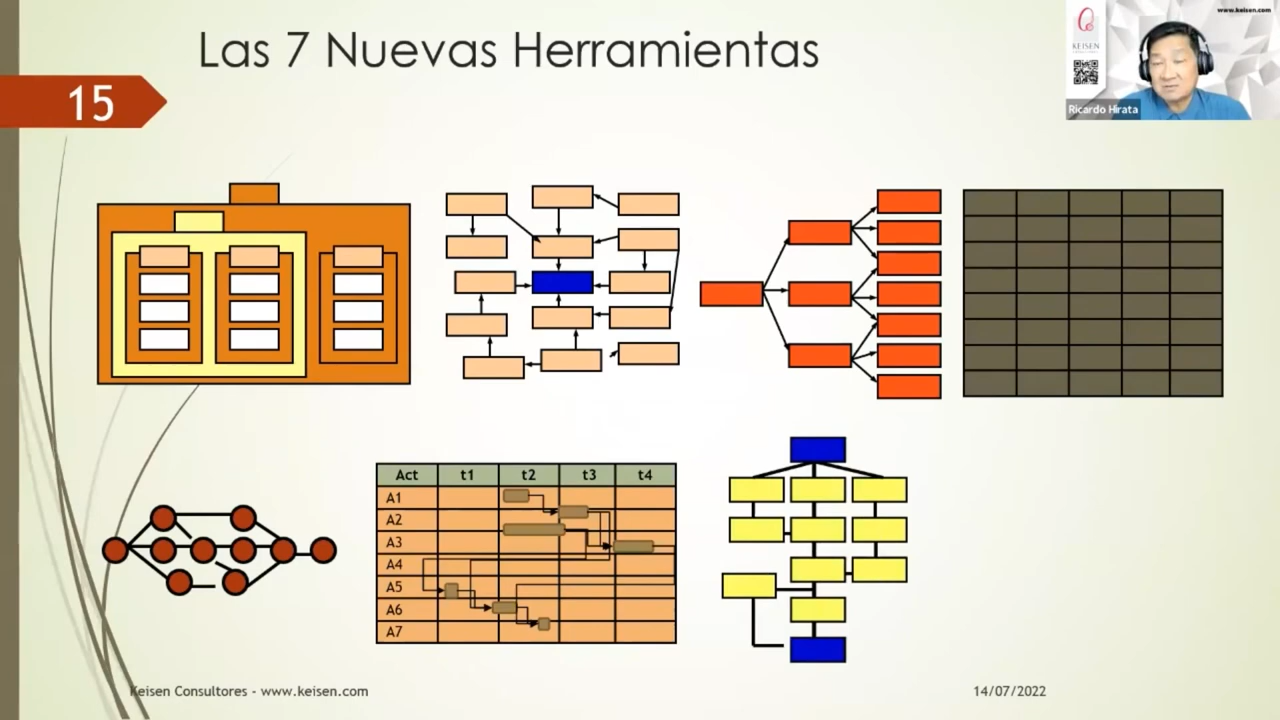 Las 7 Nuevas Herramientas
www.keisen.com
KEISEN
Ricardo Hirata
15
Act t1 t2 t3 t4
A1
A2
A3
A4
A5
A6
A7
Keisen Consultores - www.keisen.com
14/07/2022